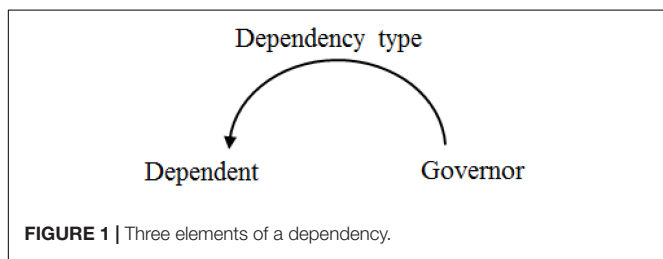 Dependency type
Dependent Governor
FIGURE 1 | Three elements of a dependency.